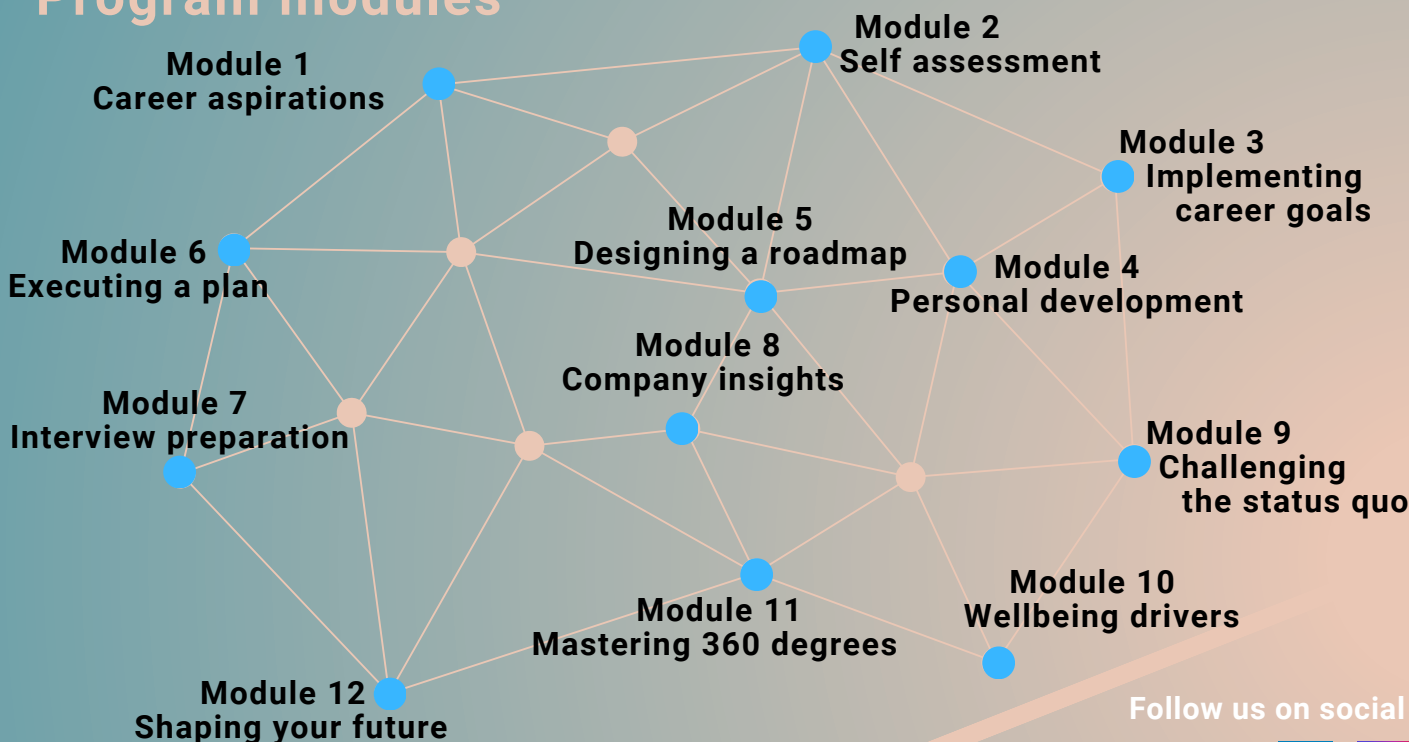 Program modules
Module 1
Career aspirations
Module 2
Self assessment
Module 3
Implementing
career goals
Module 4
Personal development
Module 5
Designing a roadmap
Module 6
Executing a plan
Module 7
Interview preparation
Module 8
Company insights
Module 9
Challenging
the status quo
Module 10
Wellbeing drivers
Module 11
Mastering 360 degrees
Module 12
Shaping your future
Follow us on social